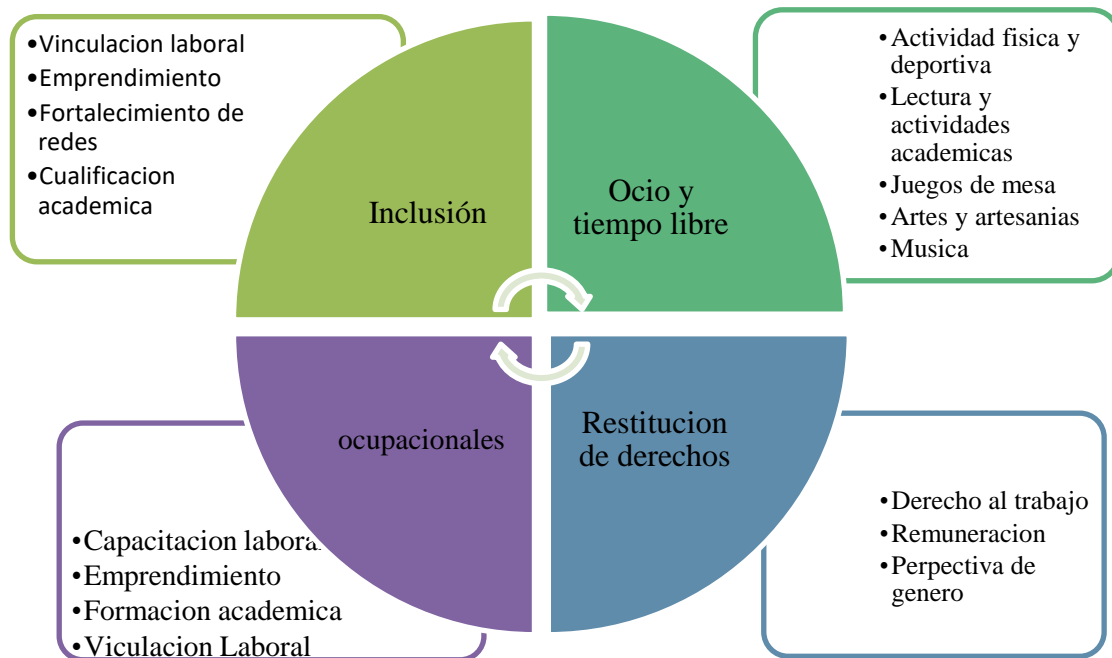 •Vinculacion laboral
•Emprendimiento
•Fortalecimiento de
redes
•Cualificacion
academica
Inclusión
Ocio y
tiempo libre
•Actividad fisica y
deportiva
•Lectura y
actividades
academicas
•Juegos de mesa
•Artes y artesanias
•Musica
ocupacionales
•Capacitacion laboral
•Emprendimiento
•Formacion academica
•Viculacion Laboral
Restitucion
de derechos
•Derecho al trabajo
•Remuneracion
•Perpectiva de
genero